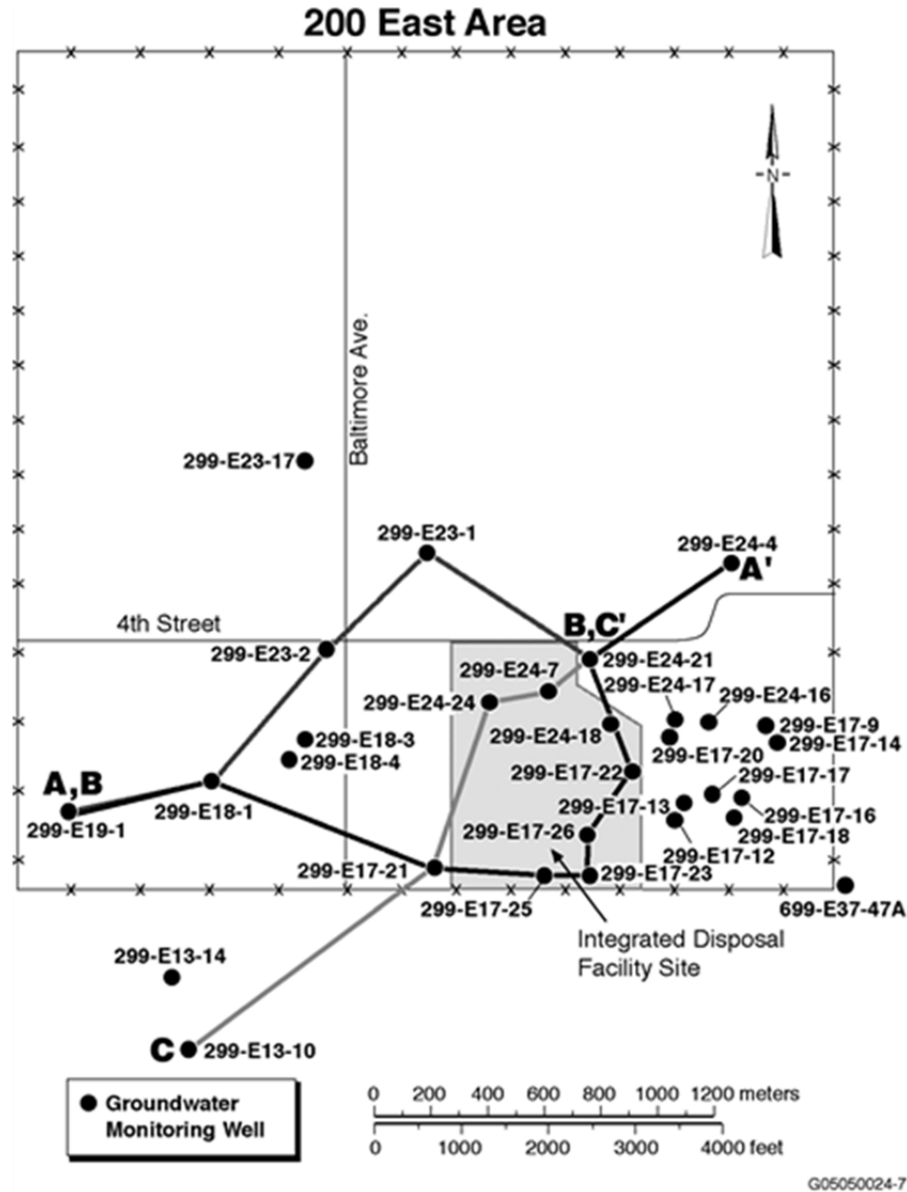 200 East Area
-N-
Baltimore Ave.
299-E23-17
299-E23-1
299-E24-4
A'
4th Street
B,C'
299-E23-2
299-E24-21
299-E24-7
299-E24-17
299-E24-16
299-E24-24
299-E24-18
299-E17-9
299-E18-3
299-E17-14
299-E17-20
299-E18-4
299-E17-22
299-E17-17
A,B
299-E17-13
299-E18-1
299-E17-16
299-E19-1
299-E17-26
299-E17-18
299-E17-12
299-E17-21
299-E17-23
299-E17-25
699-E37-47A
Integrated Disposal
Facility Site
299-E13-14
C
299-E13-10
Groundwater
Monitoring Well
0 200 400 600 800 1000 1200 meters
0 1000 2000 3000 4000 feet
G05050024-7